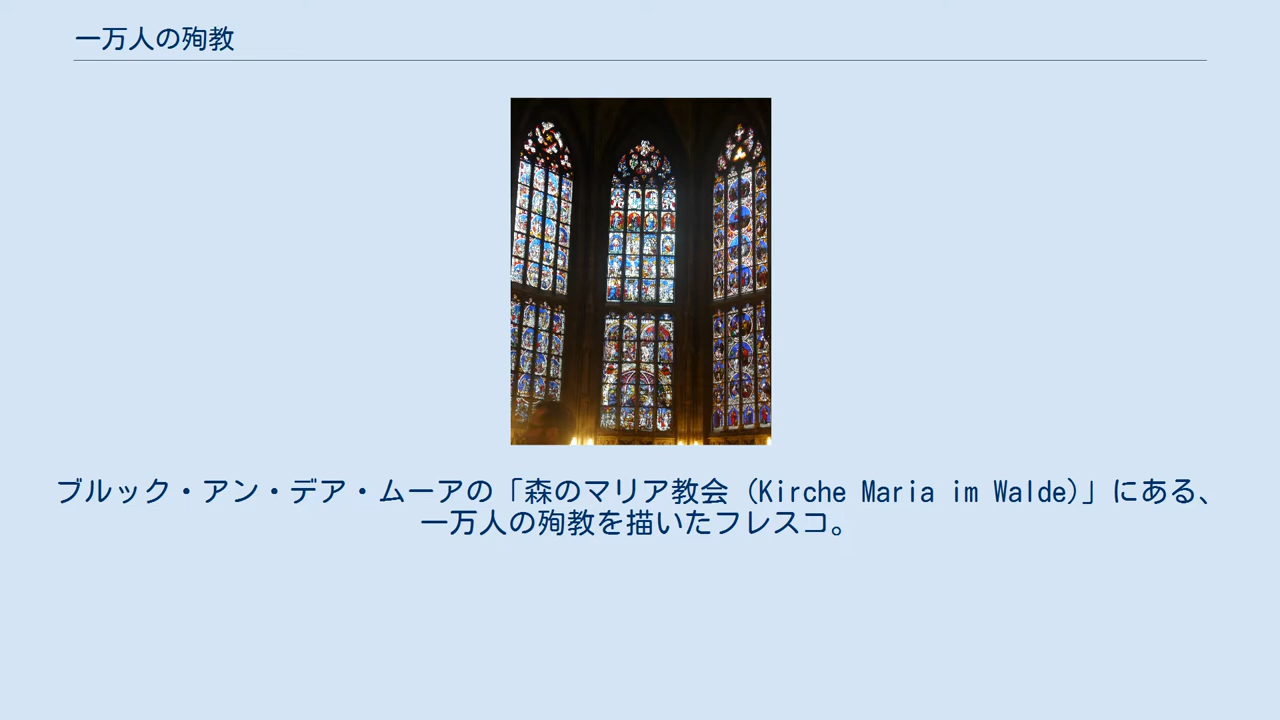 一万人の殉教
ブルック・アン・デア・ムーアの「森のマリア教会 (Kirche Maria im Walde)」にある、
一万人の殉教を描いたフレスコ。